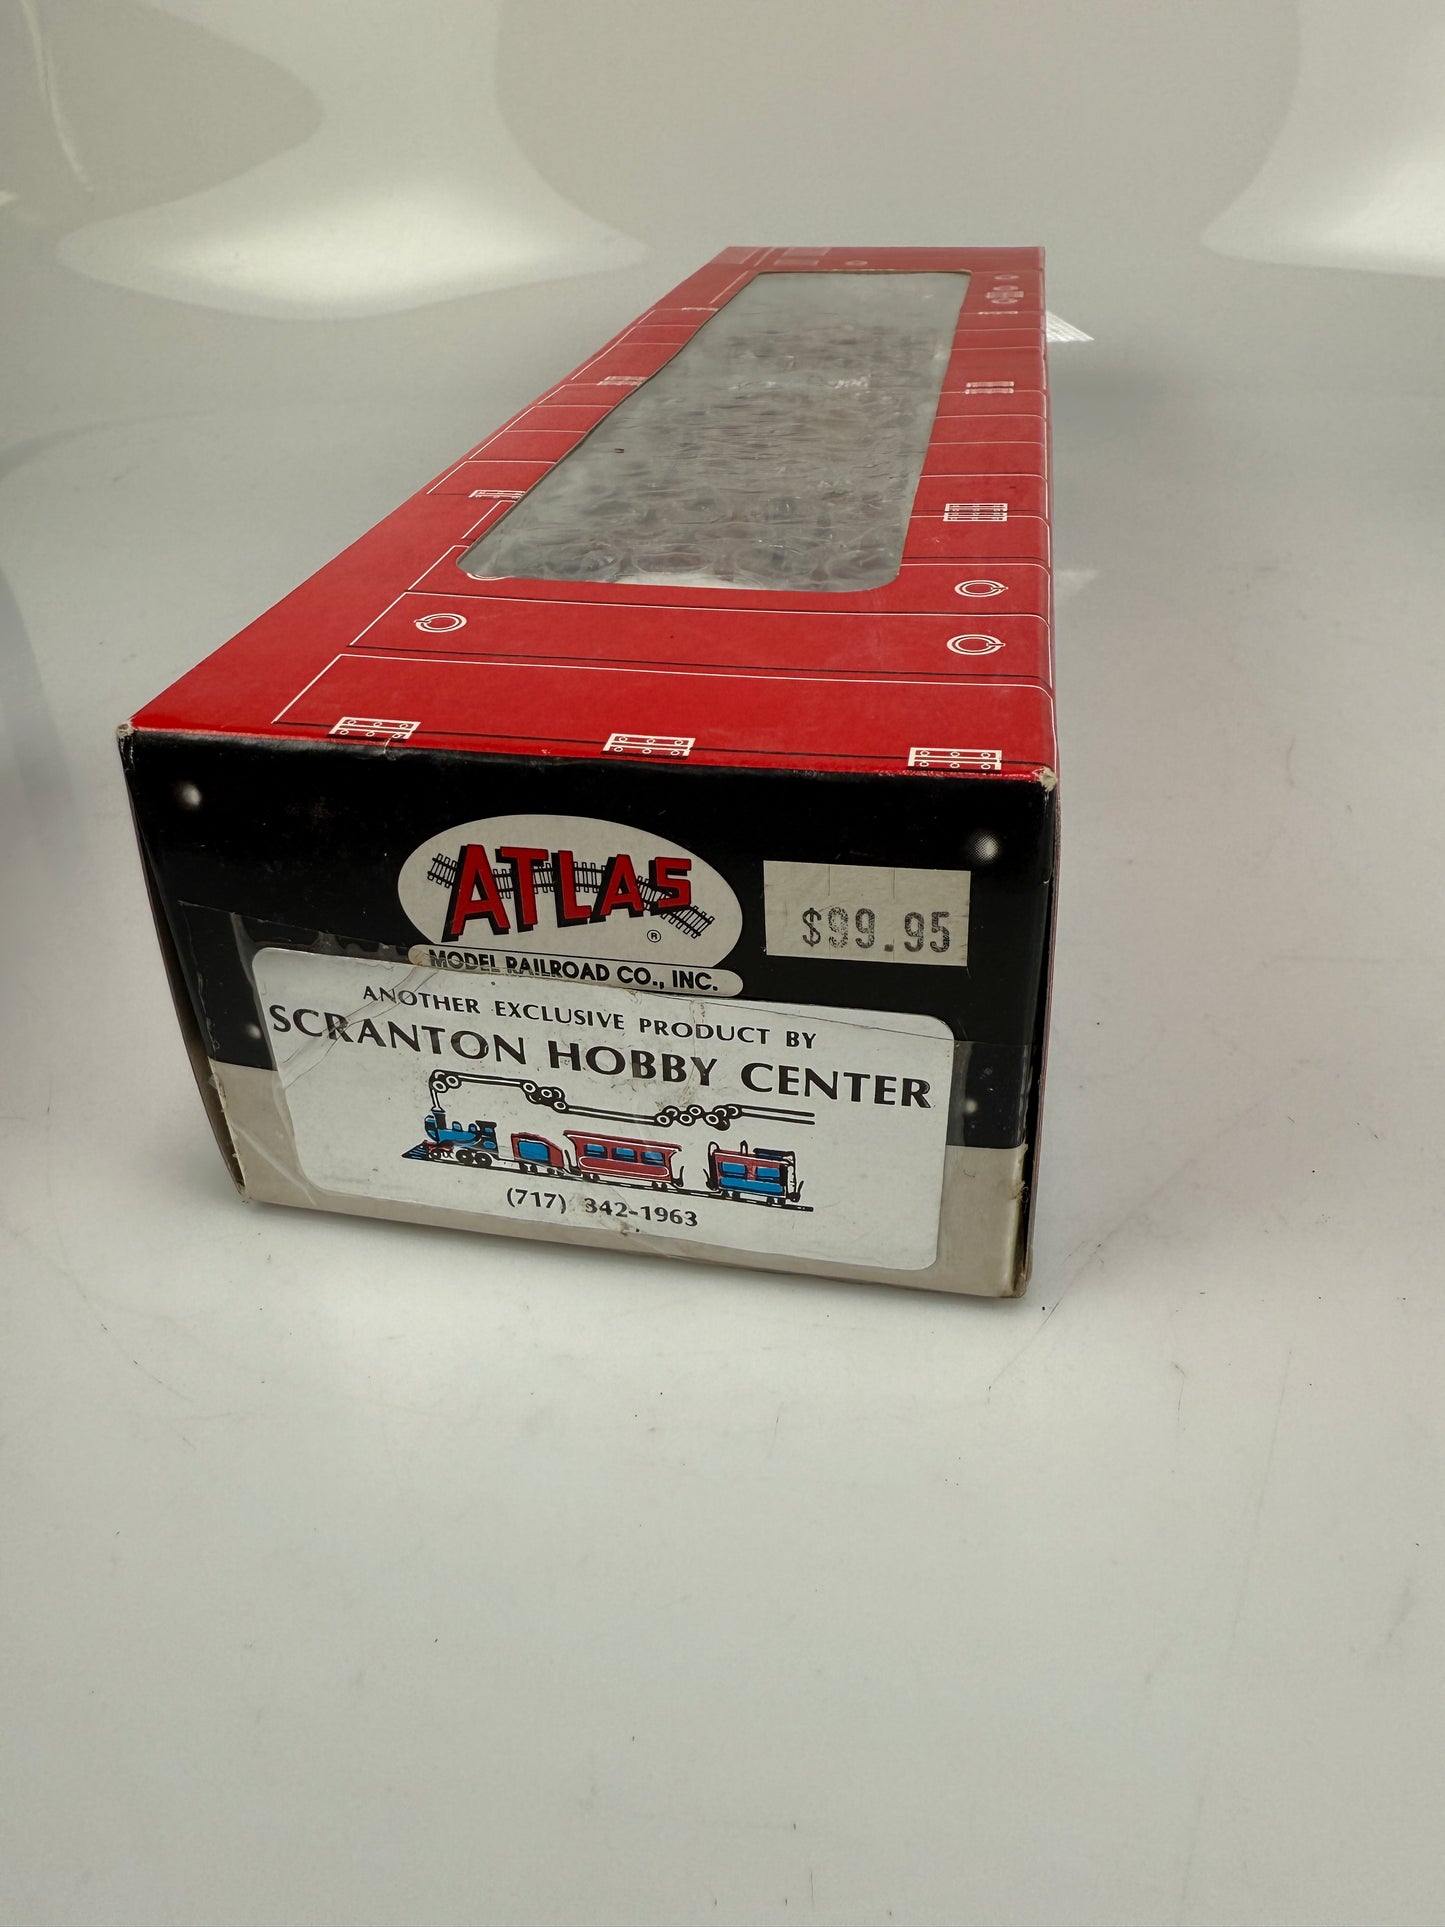 ATLAS
®
MODEL RAILROAD CO., INC.
$99.95
ANOTHER EXCLUSIVE PRODUCT BY
SCRANTON HOBBY CENTER
(717) 342-1963